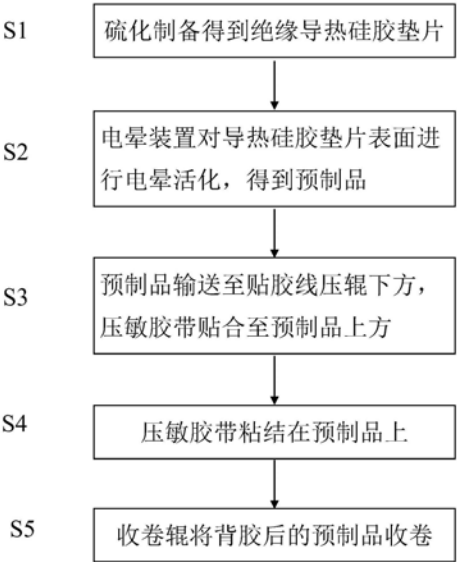 S1 硫化制备得到绝缘导热硅胶垫片
S2 电晕装置对导热硅胶垫片表面进
行电晕活化，得到预制品
S3 预制品输送至贴胶线压辊下方，
压敏胶带贴合至预制品上方
S4 压敏胶带粘结在预制品上
S5 收卷辊将背胶后的预制品收卷